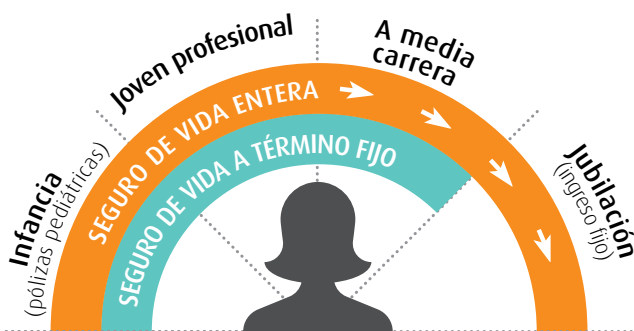 Infancia
(pólizas pediátricas)
Joven profesional
A media
carrera
Jubilación
(ingreso fijo)
SEGURO DE VIDA ENTERA
SEGURO DE VIDA A TÉRMINO FIJO